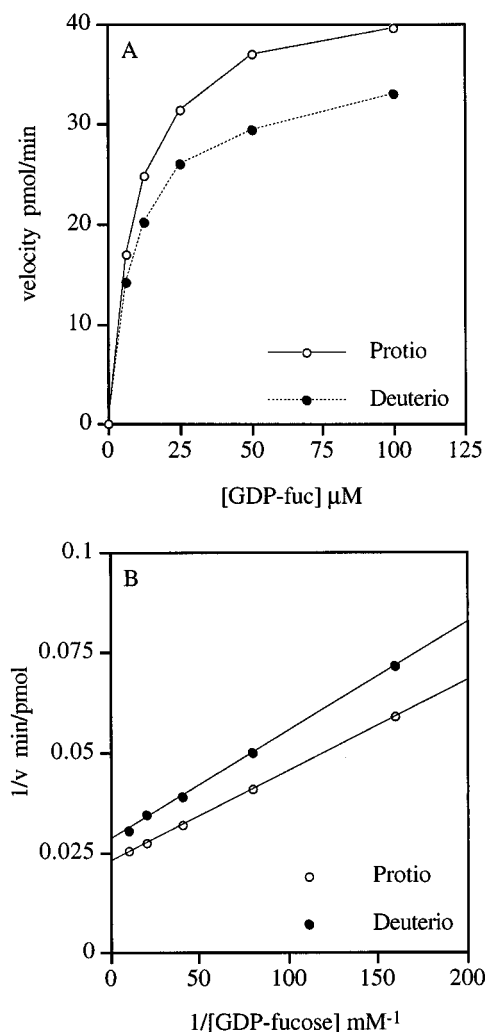 A
40
30
20
10
0
velocity pmol/min
Protio
Deuterio
0 25 50 75 100 125
[GDP-fuc] μM
B
0.1
0.075
0.050
0.025
0
1/v min/pmol
Protio
Deuterio
0 50 100 150 200
1/[GDP-fucose] mM-1